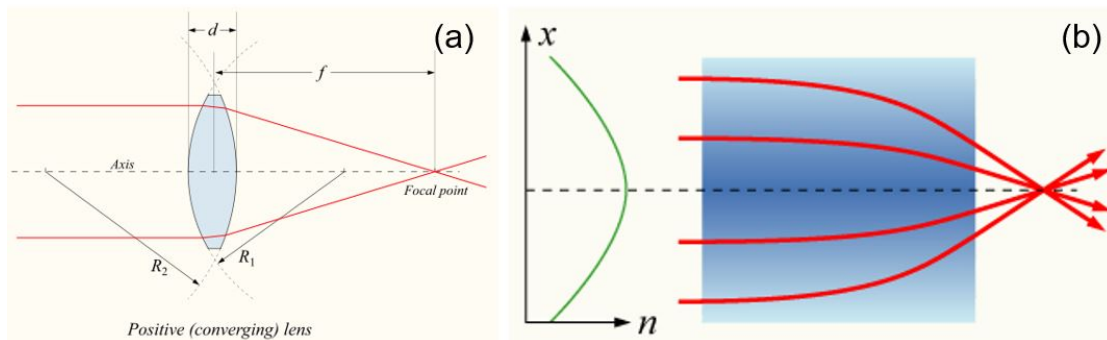 (a)
d
f
Axis
Focal point
R2
R1
Positive (converging) lens
(b)
x
n